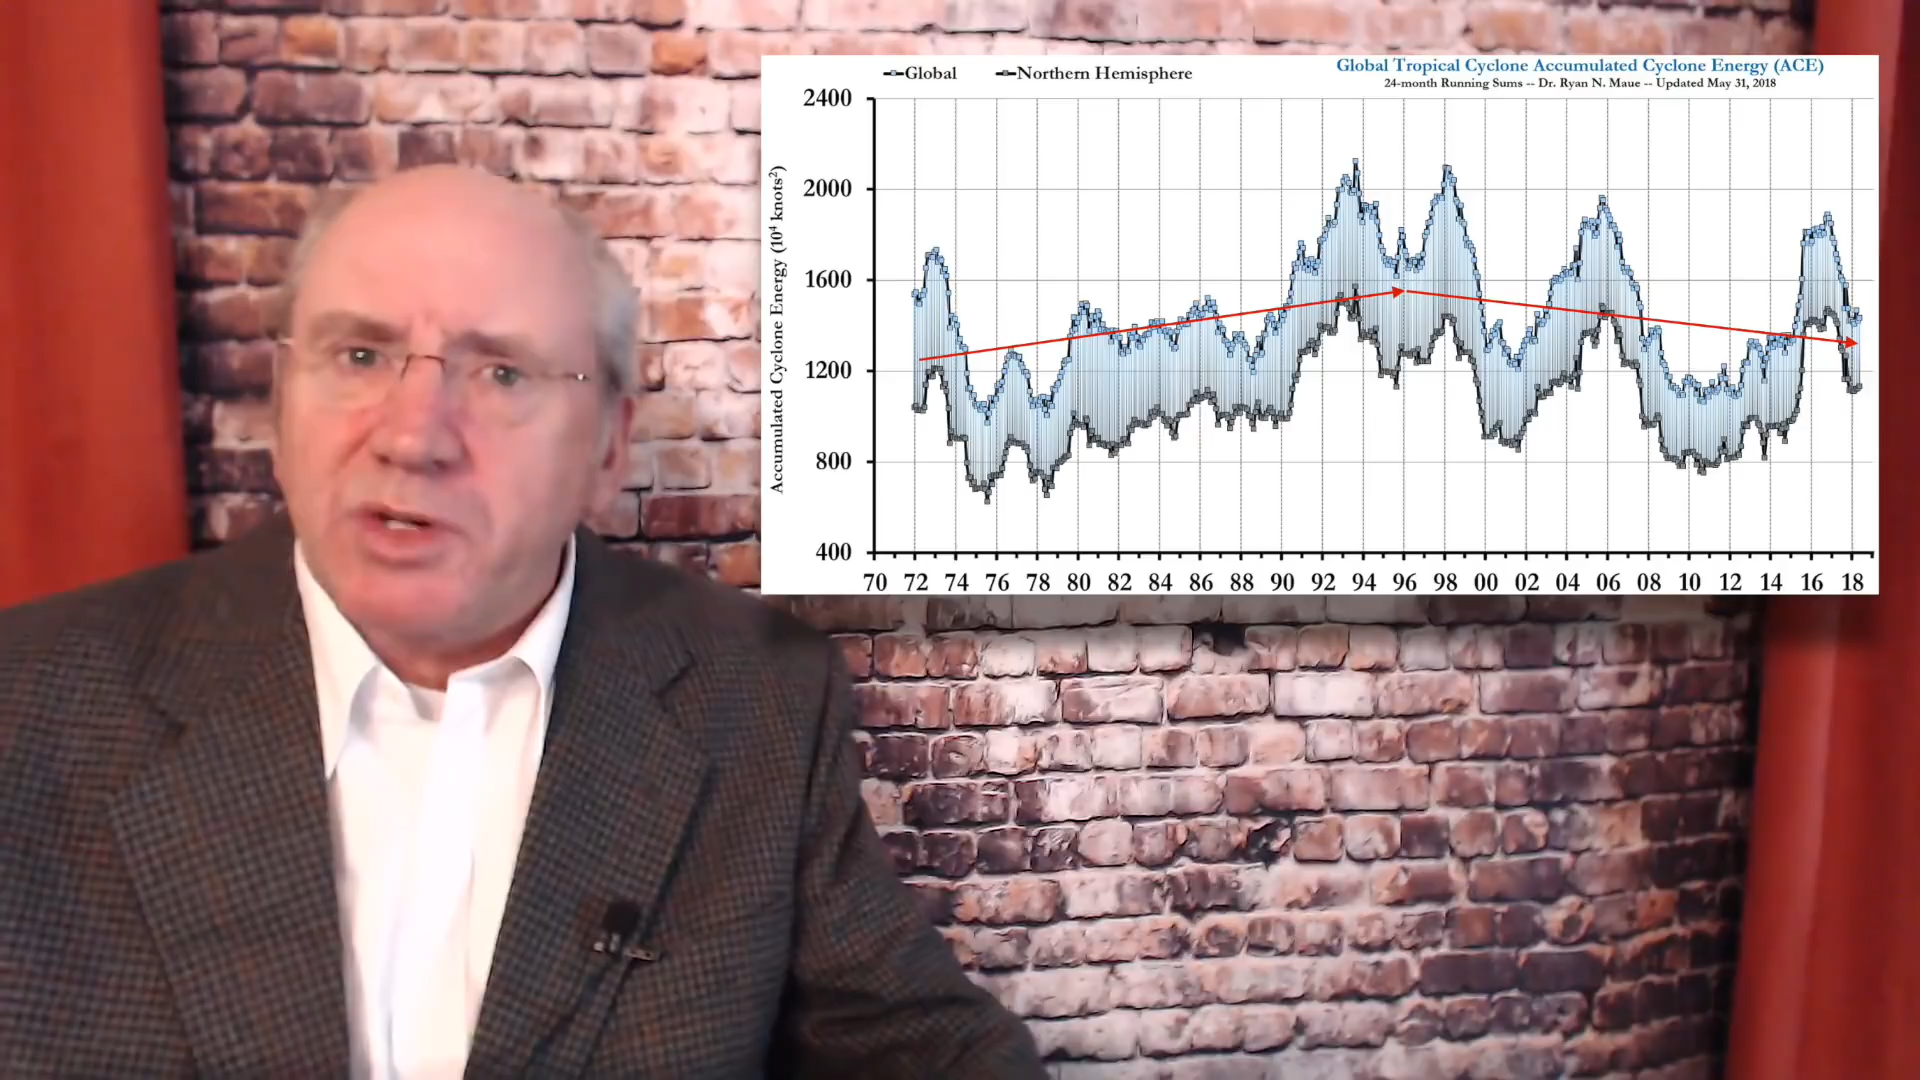 Global Northern Hemisphere
Global Tropical Cyclone Accumulated Cyclone Energy (ACE)
24-month Running Sums -- Dr. Ryan N. Maue -- Updated May 31, 2018
Accumulated Cyclone Energy (10⁴ knots²)
2400
2000
1600
1200
800
400
70 72 74 76 78 80 82 84 86 88 90 92 94 96 98 00 02 04 06 08 10 12 14 16 18